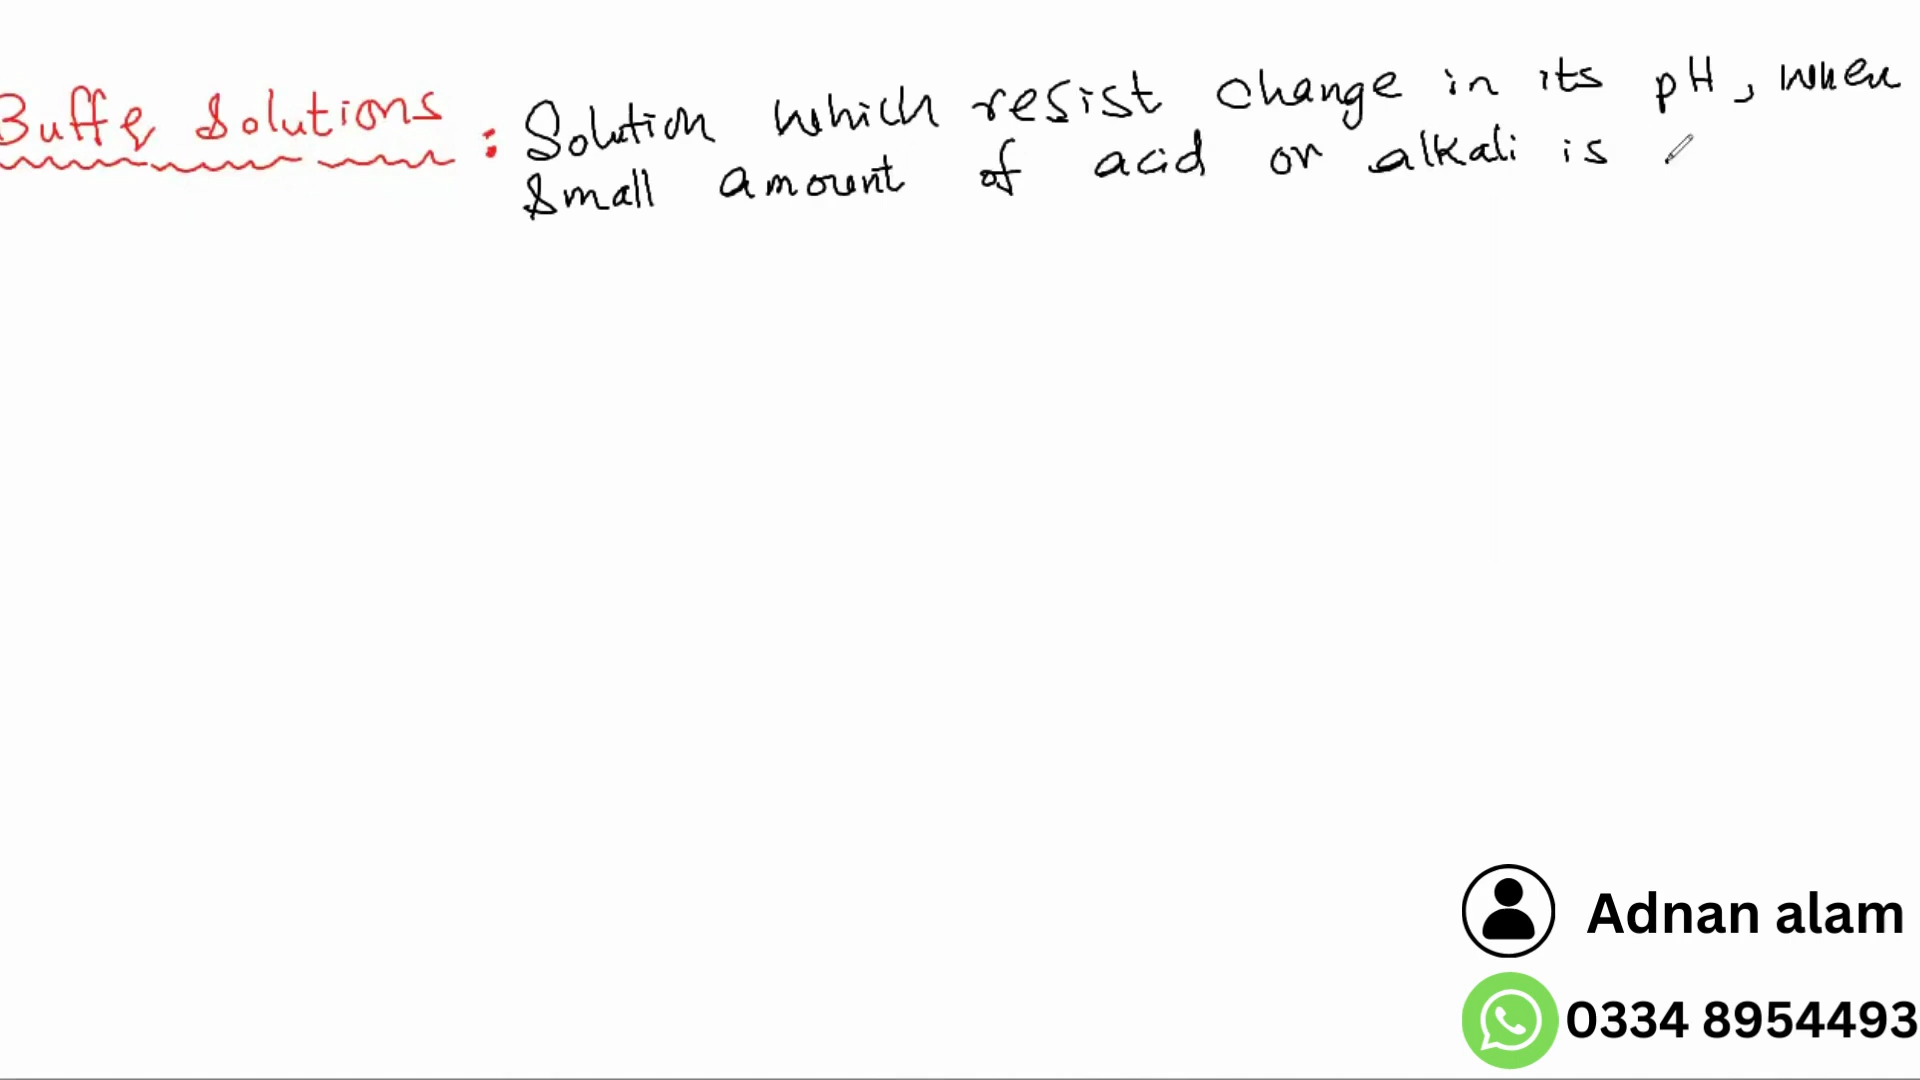 Buffer Solutions : Solution which resist change in its pH, when
small amount of acid or alkali is
Adnan alam
0334 8954493